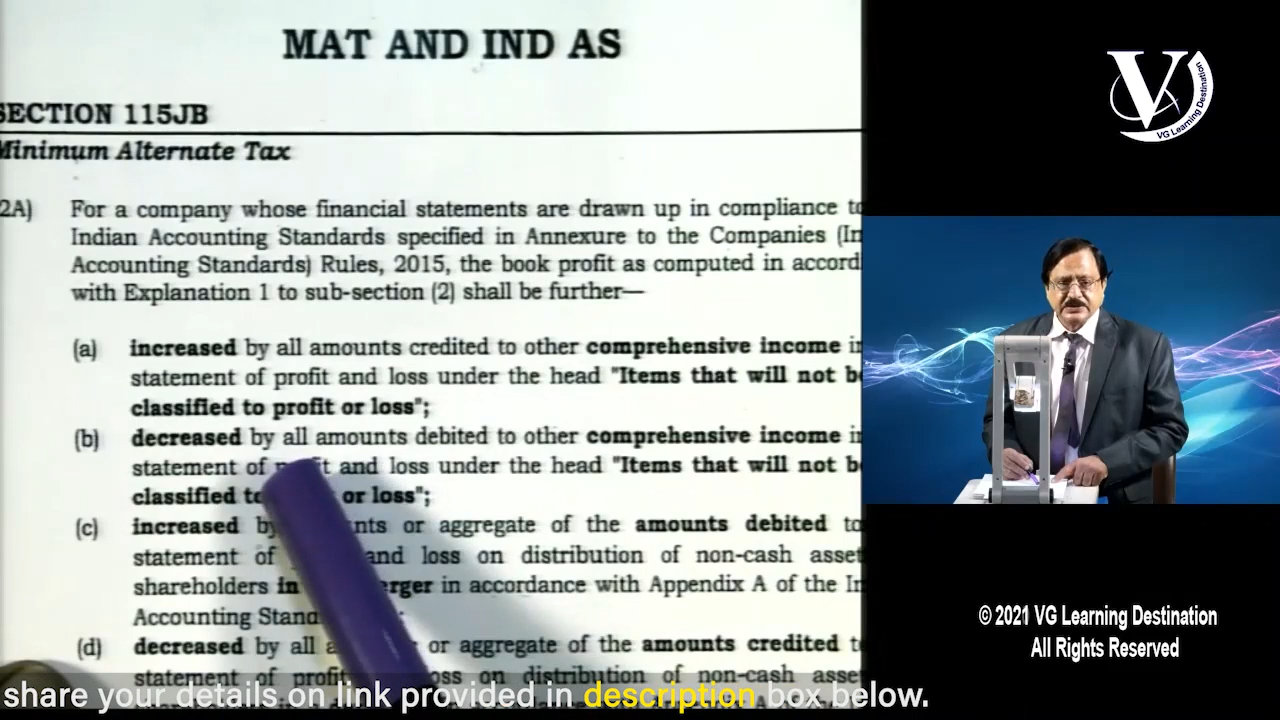 MAT AND IND AS
SECTION 115JB
Minimum Alternate Tax
2A) For a company whose financial statements are drawn up in compliance to
Indian Accounting Standards specified in Annexure to the Companies (In
Accounting Standards) Rules, 2015, the book profit as computed in accord
with Explanation 1 to sub-section (2) shall be further—
(a) increased by all amounts credited to other comprehensive income in
statement of profit and loss under the head "Items that will not b
classified to profit or loss";
(b) decreased by all amounts debited to other comprehensive income in
statement of and loss under the head "Items that will not b
classified to or loss";
(c) increased by or aggregate of the amounts debited to
statement of and loss on distribution of non-cash asset
shareholders in in accordance with Appendix A of the In
Accounting
(d) decreased by all or aggregate of the amounts credited t
statement of profit on distribution of non-cash asse
share your details on link provided in description box below.
V
VG Learning Destination
© 2021 VG Learning Destination
All Rights Reserved